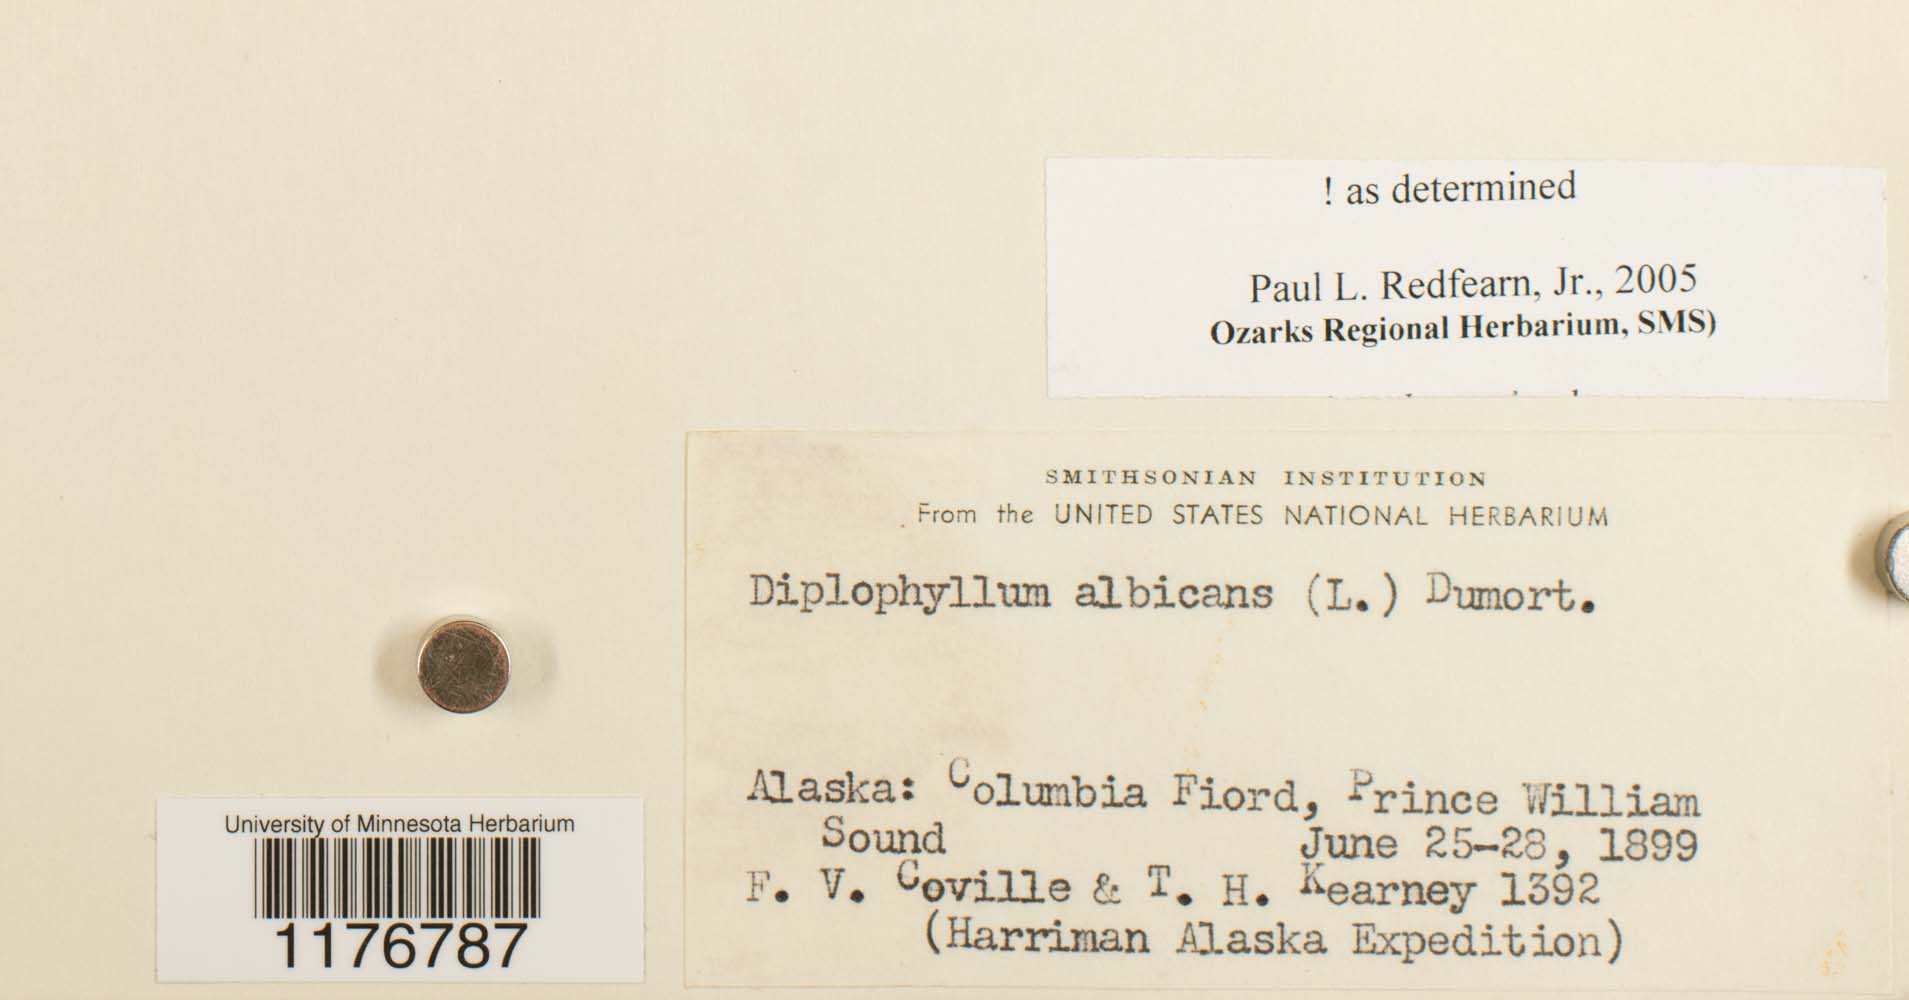 ! as determined
Paul L. Redfearn, Jr., 2005
Ozarks Regional Herbarium, SMS)
SMITHSONIAN INSTITUTION
From the UNITED STATES NATIONAL HERBARIUM
Diplophyllum albicans (L.) Dumort.
Alaska: Columbia Fiord, Prince William
Sound June 25-28, 1899
F. V. Coville & T. H. Kearney 1392
(Harriman Alaska Expedition)
University of Minnesota Herbarium
1176787